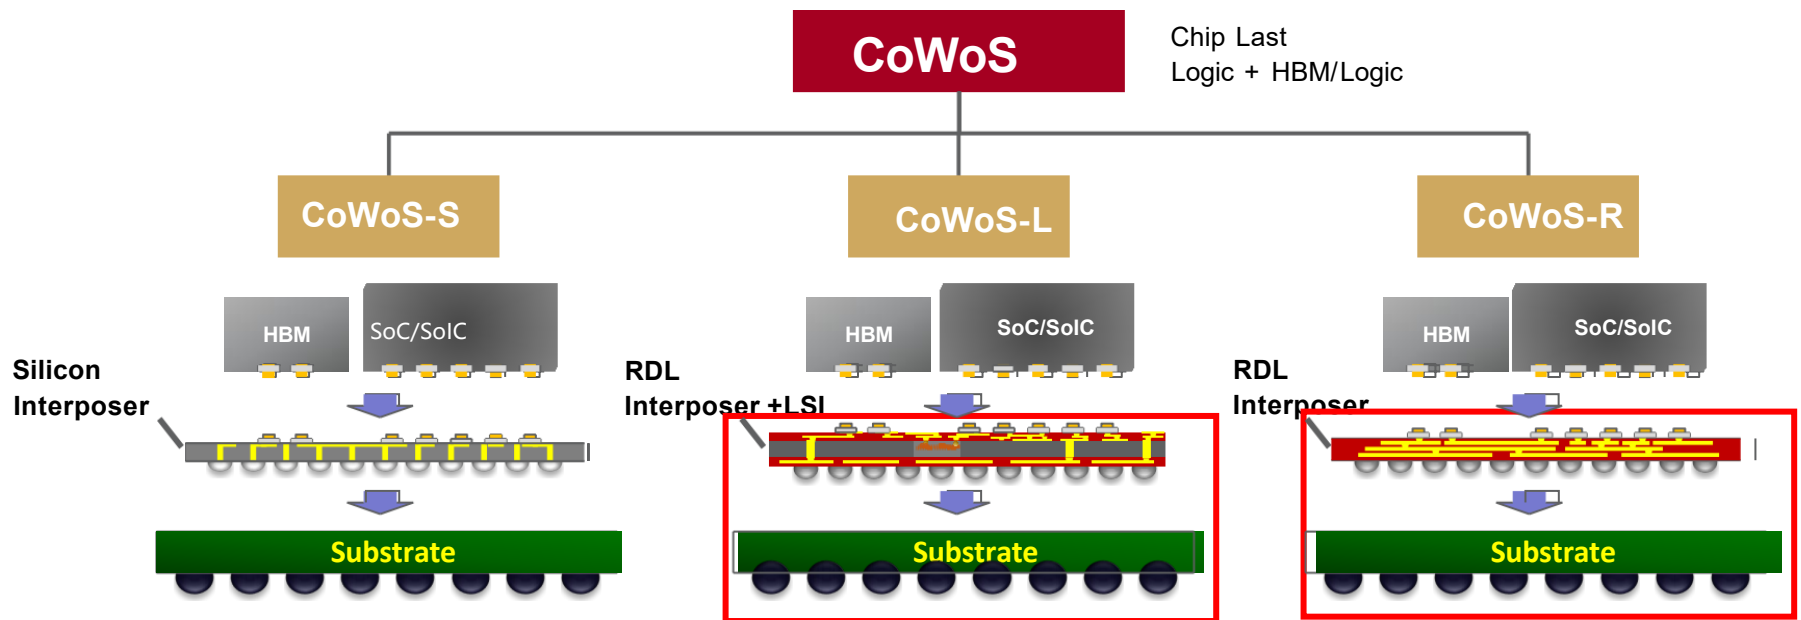 CoWoS
Chip Last
Logic + HBM/Logic
CoWoS-S
CoWoS-L
CoWoS-R
HBM
SoC/SoIC
HBM
SoC/SoIC
HBM
SoC/SoIC
Silicon
Interposer
RDL
Interposer +LSI
RDL
Interposer
Substrate
Substrate
Substrate